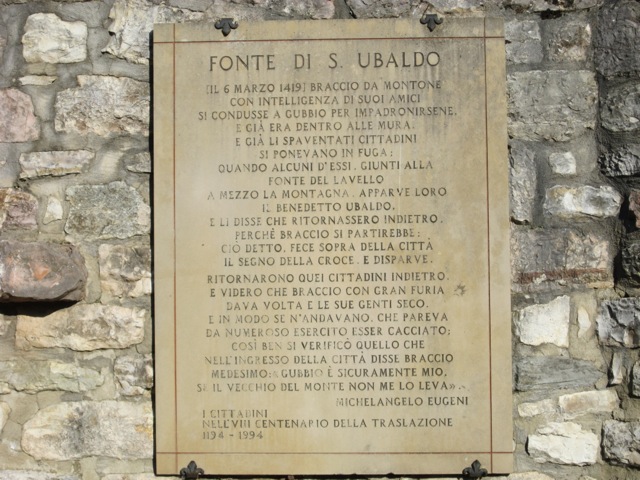 FONTE DI S. UBALDO
[IL 6 MARZO 1419] BRACCIO DA MONTONE
CON INTELLIGENZA DI SUOI AMICI
SI CONDUSSE A GUBBIO PER IMPADRONIRSENE.
E GIÀ ERA DENTRO ALLE MURA,
E GIÀ LI SPAVENTATI CITTADINI
SI PONEVANO IN FUGA;
QUANDO ALCUNI D'ESSI, GIUNTI ALLA
FONTE DEL LAVELLO
A MEZZO LA MONTAGNA, APPARVE LORO
IL BENEDETTO UBALDO,
E LI DISSE CHE RITORNASSERO INDIETRO,
PERCHÈ BRACCIO SI PARTIREBBE;
CIÒ DETTO, FECE SOPRA DELLA CITTÀ
IL SEGNO DELLA CROCE, E DISPARVE.
RITORNARONO QUEI CITTADINI INDIETRO,
E VIDERO CHE BRACCIO CON GRAN FURIA
DAVA VOLTA E LE SUE GENTI SECO,
E IN MODO SE N'ANDAVANO, CHE PAREVA
DA NUMEROSO ESERCITO ESSER CACCIATO;
COSÌ BEN SI VERIFICÒ QUELLO CHE
NELL'INGRESSO DELLA CITTÀ DISSE BRACCIO
MEDESIMO: «GUBBIO È SICURAMENTE MIO,
SE IL VECCHIO DEL MONTE NON ME LO LEVA».
MICHELANGELO EUGENI
I CITTADINI
NELL'VIII CENTENARIO DELLA TRASLAZIONE
1194 - 1994